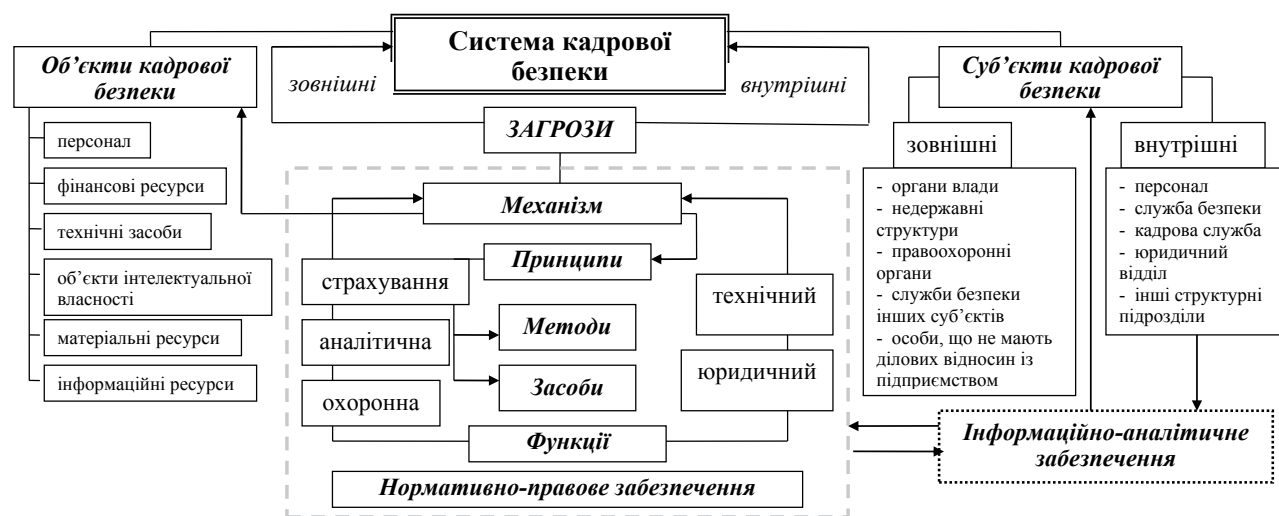 Система кадрової
безпеки
Об’єкти кадрової
безпеки
зовнішні
внутрішні
Суб’єкти кадрової
безпеки
ЗАГРОЗИ
персонал
фінансові ресурси
технічні засоби
об’єкти інтелектуальної
власності
матеріальні ресурси
інформаційні ресурси
Механізм
Принципи
Методи
Засоби
Функції
страхування
аналітична
охоронна
технічний
юридичний
Нормативно-правове забезпечення
зовнішні
- органи влади
- недержавні
структури
- правоохоронні
органи
- служби безпеки
інших суб’єктів
- особи, що не мають
ділових відносин із
підприємством
внутрішні
- персонал
- служба безпеки
- кадрова служба
- юридичний
відділ
- інші структурні
підрозділи
Інформаційно-аналітичне
забезпечення